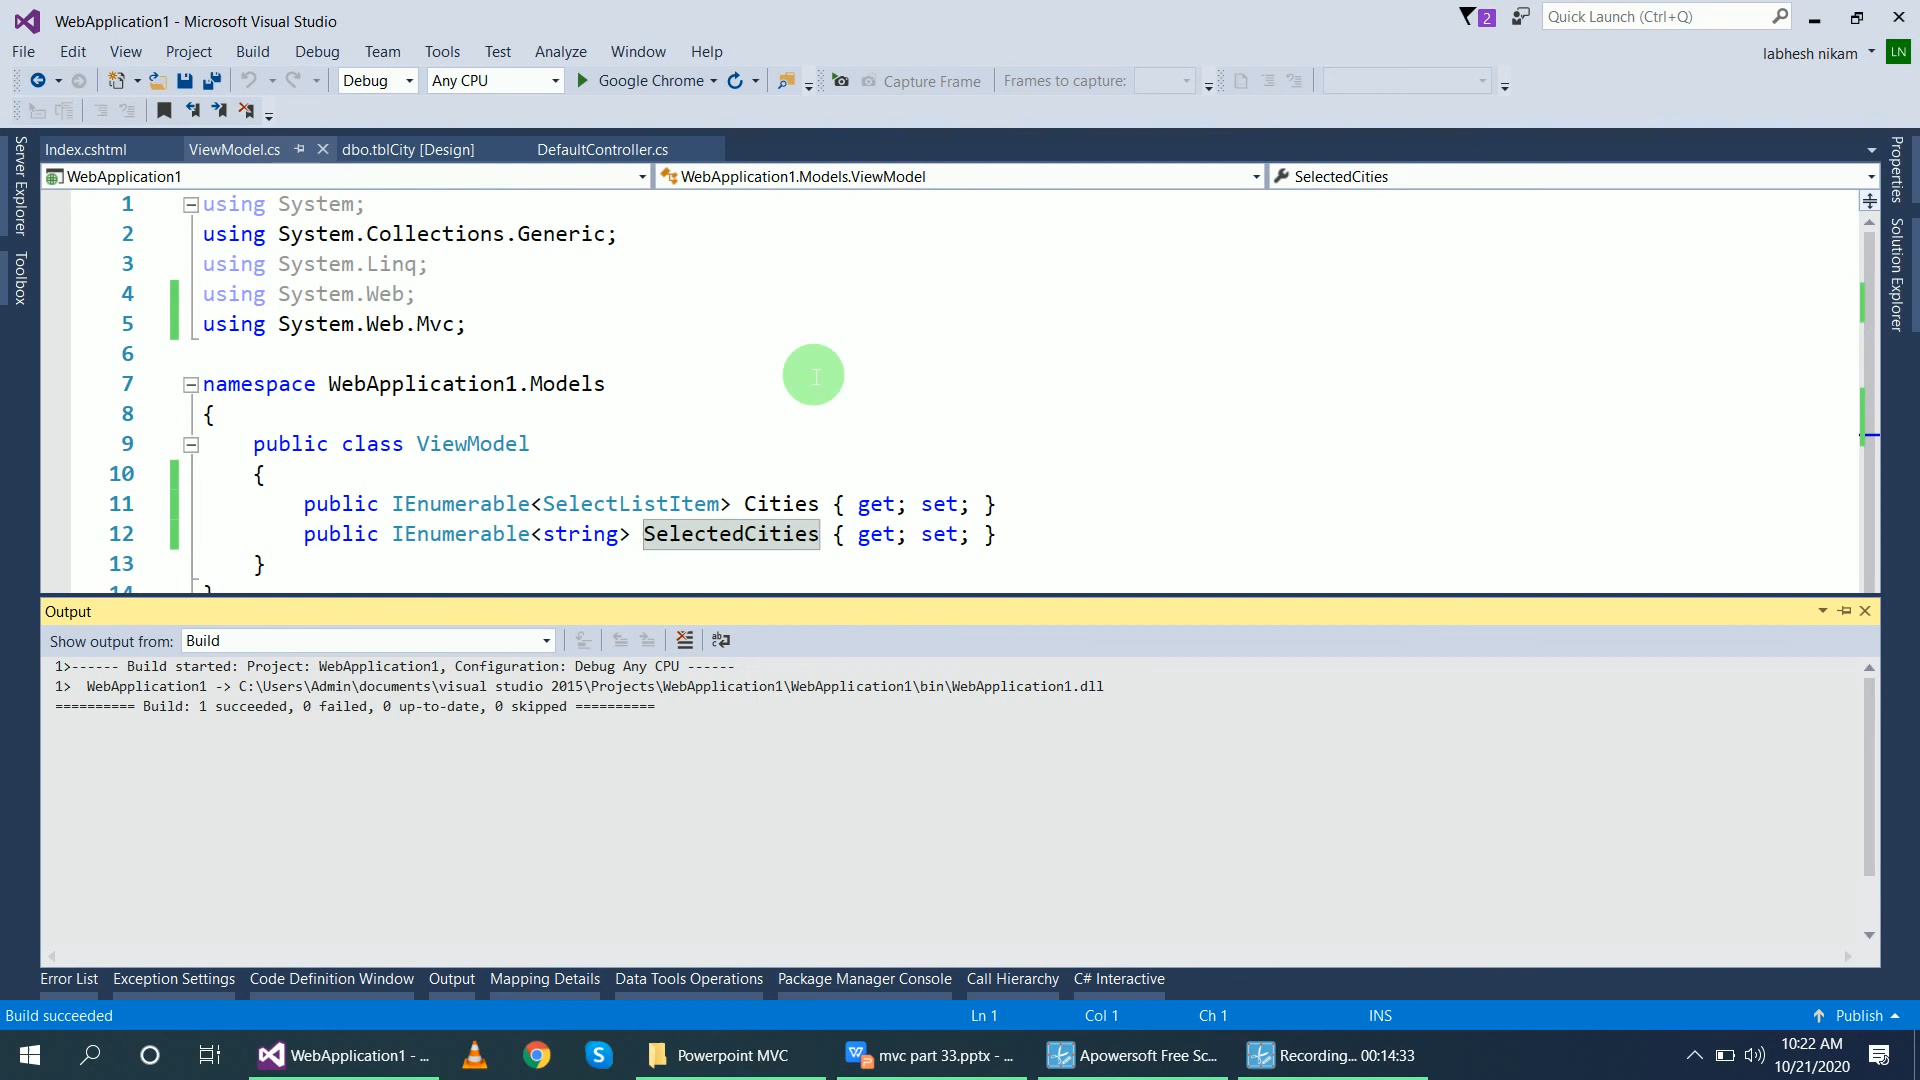 WebApplication1 - Microsoft Visual Studio
2
Quick Launch (Ctrl+Q)
File Edit View Project Build Debug Team Tools Test Analyze Window Help
labhesh nikam
LN
Debug Any CPU Google Chrome Capture Frame Frames to capture:
Index.cshtml ViewModel.cs dbo.tblCity [Design] DefaultController.cs
WebApplication1 WebApplication1.Models.ViewModel SelectedCities
Server Explorer
Toolbox
Properties
Solution Explorer
1 using System;
2 using System.Collections.Generic;
3 using System.Linq;
4 using System.Web;
5 using System.Web.Mvc;
6
7 namespace WebApplication1.Models
8 {
9 public class ViewModel
10 {
11 public IEnumerable<SelectListItem> Cities { get; set; }
12 public IEnumerable<string> SelectedCities { get; set; }
13 }
14 }
Output
Show output from: Build
1>------ Build started: Project: WebApplication1, Configuration: Debug Any CPU ------
1>  WebApplication1 -> C:\Users\Admin\documents\visual studio 2015\Projects\WebApplication1\WebApplication1\bin\WebApplication1.dll
========== Build: 1 succeeded, 0 failed, 0 up-to-date, 0 skipped ==========
Error List Exception Settings Code Definition Window Output Mapping Details Data Tools Operations Package Manager Console Call Hierarchy C# Interactive
Build succeeded Ln 1 Col 1 Ch 1 INS Publish
WebApplication1 - ... Powerpoint MVC mvc part 33.pptx - ... Apowersoft Free Sc... Recording... 00:14:33
10:22 AM
10/21/2020